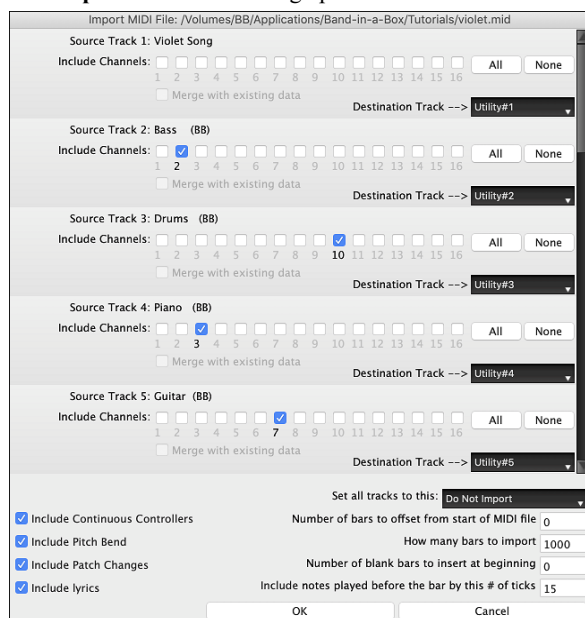 Import MIDI File: /Volumes/BB/Applications/Band-in-a-Box/Tutorials/violet.mid
Source Track 1: Violet Song
Include Channels: All None
1 2 3 4 5 6 7 8 9 10 11 12 13 14 15 16
Merge with existing data
Destination Track --> Utility#1
Source Track 2: Bass (BB)
Include Channels: All None
1 2 3 4 5 6 7 8 9 10 11 12 13 14 15 16
Merge with existing data
Destination Track --> Utility#2
Source Track 3: Drums (BB)
Include Channels: All None
1 2 3 4 5 6 7 8 9 10 11 12 13 14 15 16
Merge with existing data
Destination Track --> Utility#3
Source Track 4: Piano (BB)
Include Channels: All None
1 2 3 4 5 6 7 8 9 10 11 12 13 14 15 16
Merge with existing data
Destination Track --> Utility#4
Source Track 5: Guitar (BB)
Include Channels: All None
1 2 3 4 5 6 7 8 9 10 11 12 13 14 15 16
Merge with existing data
Destination Track --> Utility#5
Set all tracks to this: Do Not Import
Include Continuous Controllers Number of bars to offset from start of MIDI file 0
Include Pitch Bend How many bars to import 1000
Include Patch Changes Number of blank bars to insert at beginning 0
Include lyrics Include notes played before the bar by this # of ticks 15
OK Cancel